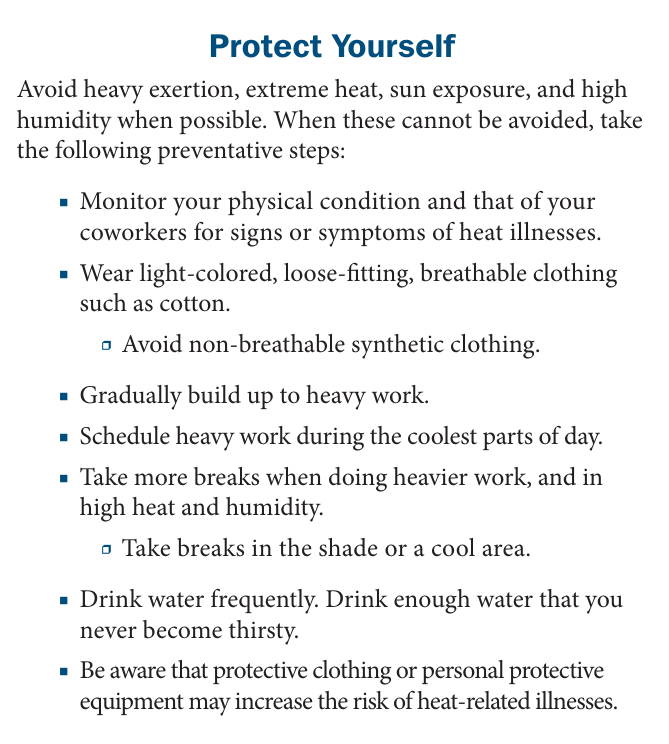 Protect Yourself
Avoid heavy exertion, extreme heat, sun exposure, and high
humidity when possible. When these cannot be avoided, take
the following preventative steps:
Monitor your physical condition and that of your
coworkers for signs or symptoms of heat illnesses.
Wear light-colored, loose-fitting, breathable clothing
such as cotton.
Avoid non-breathable synthetic clothing.
Gradually build up to heavy work.
Schedule heavy work during the coolest parts of day.
Take more breaks when doing heavier work, and in
high heat and humidity.
Take breaks in the shade or a cool area.
Drink water frequently. Drink enough water that you
never become thirsty.
Be aware that protective clothing or personal protective
equipment may increase the risk of heat-related illnesses.